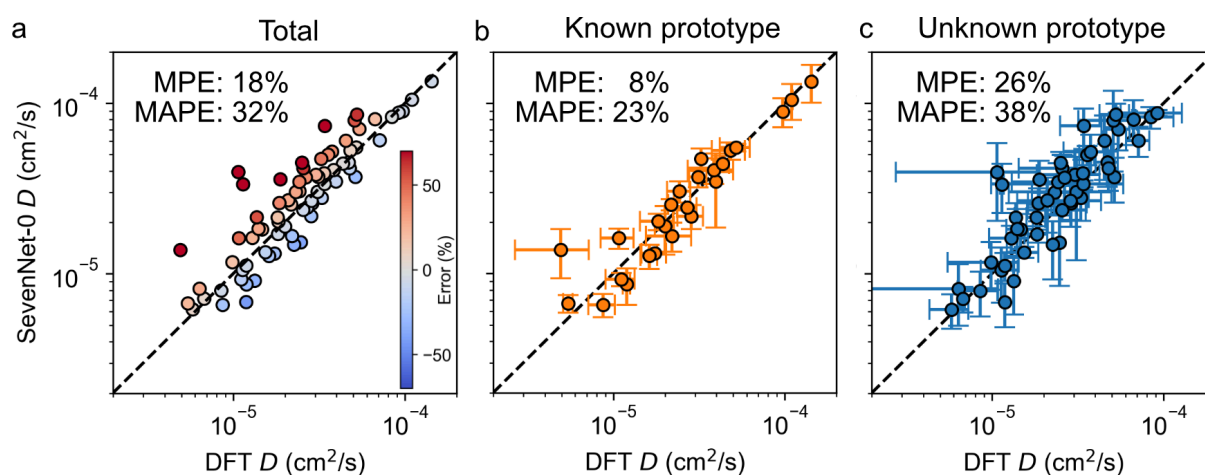 a
Total
MPE: 18%
MAPE: 32%
10⁻⁴
10⁻⁵
SevenNet-0 D (cm²/s)
50
0
−50
Error (%)
10⁻⁵
10⁻⁴
DFT D (cm²/s)
b
Known prototype
MPE: 8%
MAPE: 23%
10⁻⁵
10⁻⁴
DFT D (cm²/s)
c
Unknown prototype
MPE: 26%
MAPE: 38%
10⁻⁵
10⁻⁴
DFT D (cm²/s)